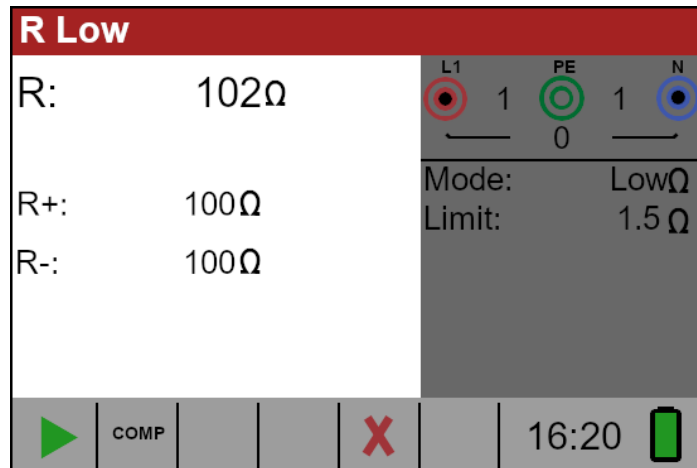 R Low
R: 102Ω
R+: 100Ω
R-: 100Ω
L1 PE N
1 1
0
Mode: LowΩ
Limit: 1.5 Ω
COMP 16:20